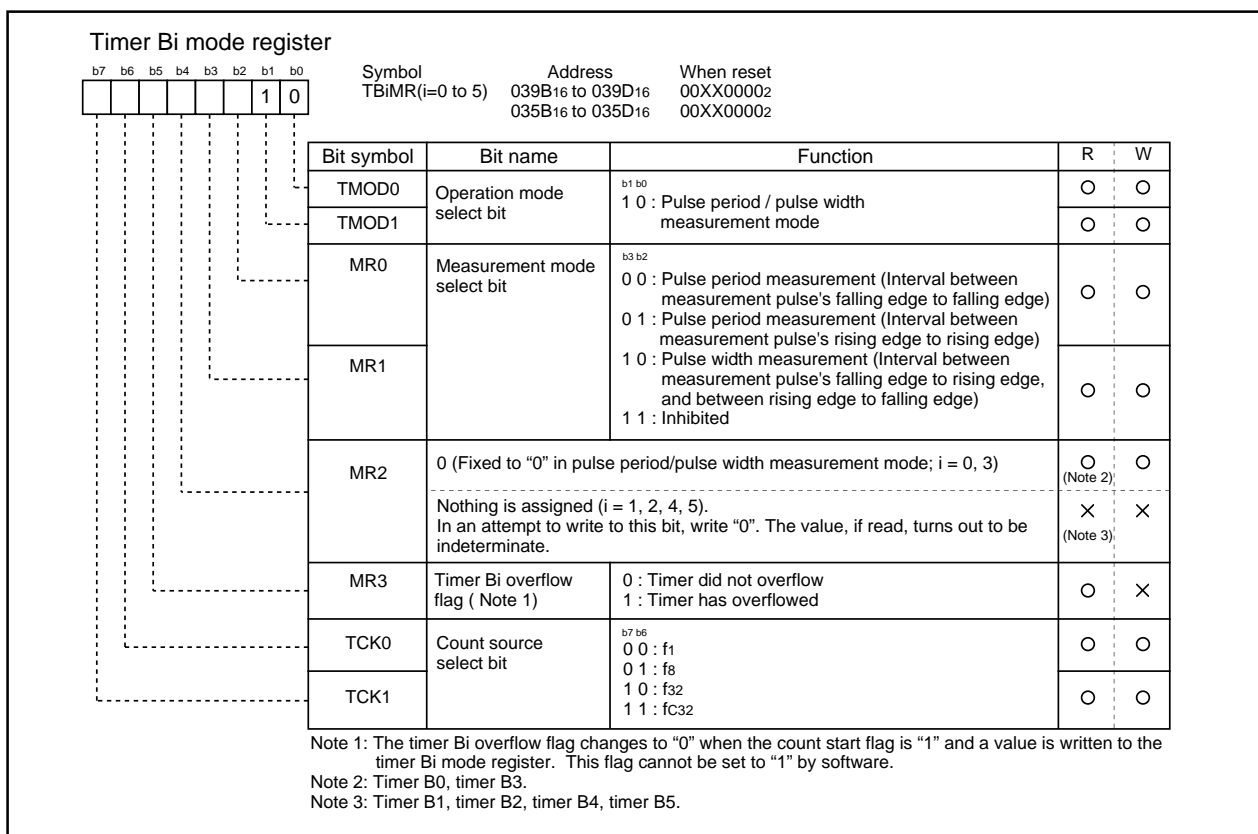 Timer Bi mode register
b7 b6 b5 b4 b3 b2 b1 b0
1 0
Symbol Address When reset
TBiMR(i=0 to 5) 039B16 to 039D16 00XX00002
035B16 to 035D16 00XX00002
Bit symbol Bit name Function R W
TMOD0 Operation mode select bit
TMOD1
b1 b0
1 0 : Pulse period / pulse width
measurement mode
MR0 Measurement mode
select bit
MR1
b3 b2
0 0 : Pulse period measurement (Interval between
measurement pulse's falling edge to falling edge)
0 1 : Pulse period measurement (Interval between
measurement pulse's rising edge to rising edge)
1 0 : Pulse width measurement (Interval between
measurement pulse's falling edge to rising edge,
and between rising edge to falling edge)
1 1 : Inhibited
MR2
0 (Fixed to “0” in pulse period/pulse width measurement mode; i = 0, 3)
(Note 2)
Nothing is assigned (i = 1, 2, 4, 5).
In an attempt to write to this bit, write “0”. The value, if read, turns out to be
indeterminate.
(Note 3)
MR3 Timer Bi overflow
flag ( Note 1)
0 : Timer did not overflow
1 : Timer has overflowed
TCK0 Count source
select bit
TCK1
b7 b6
0 0 : f1
0 1 : f8
1 0 : f32
1 1 : fC32
Note 1: The timer Bi overflow flag changes to “0” when the count start flag is “1” and a value is written to the
timer Bi mode register. This flag cannot be set to “1” by software.
Note 2: Timer B0, timer B3.
Note 3: Timer B1, timer B2, timer B4, timer B5.